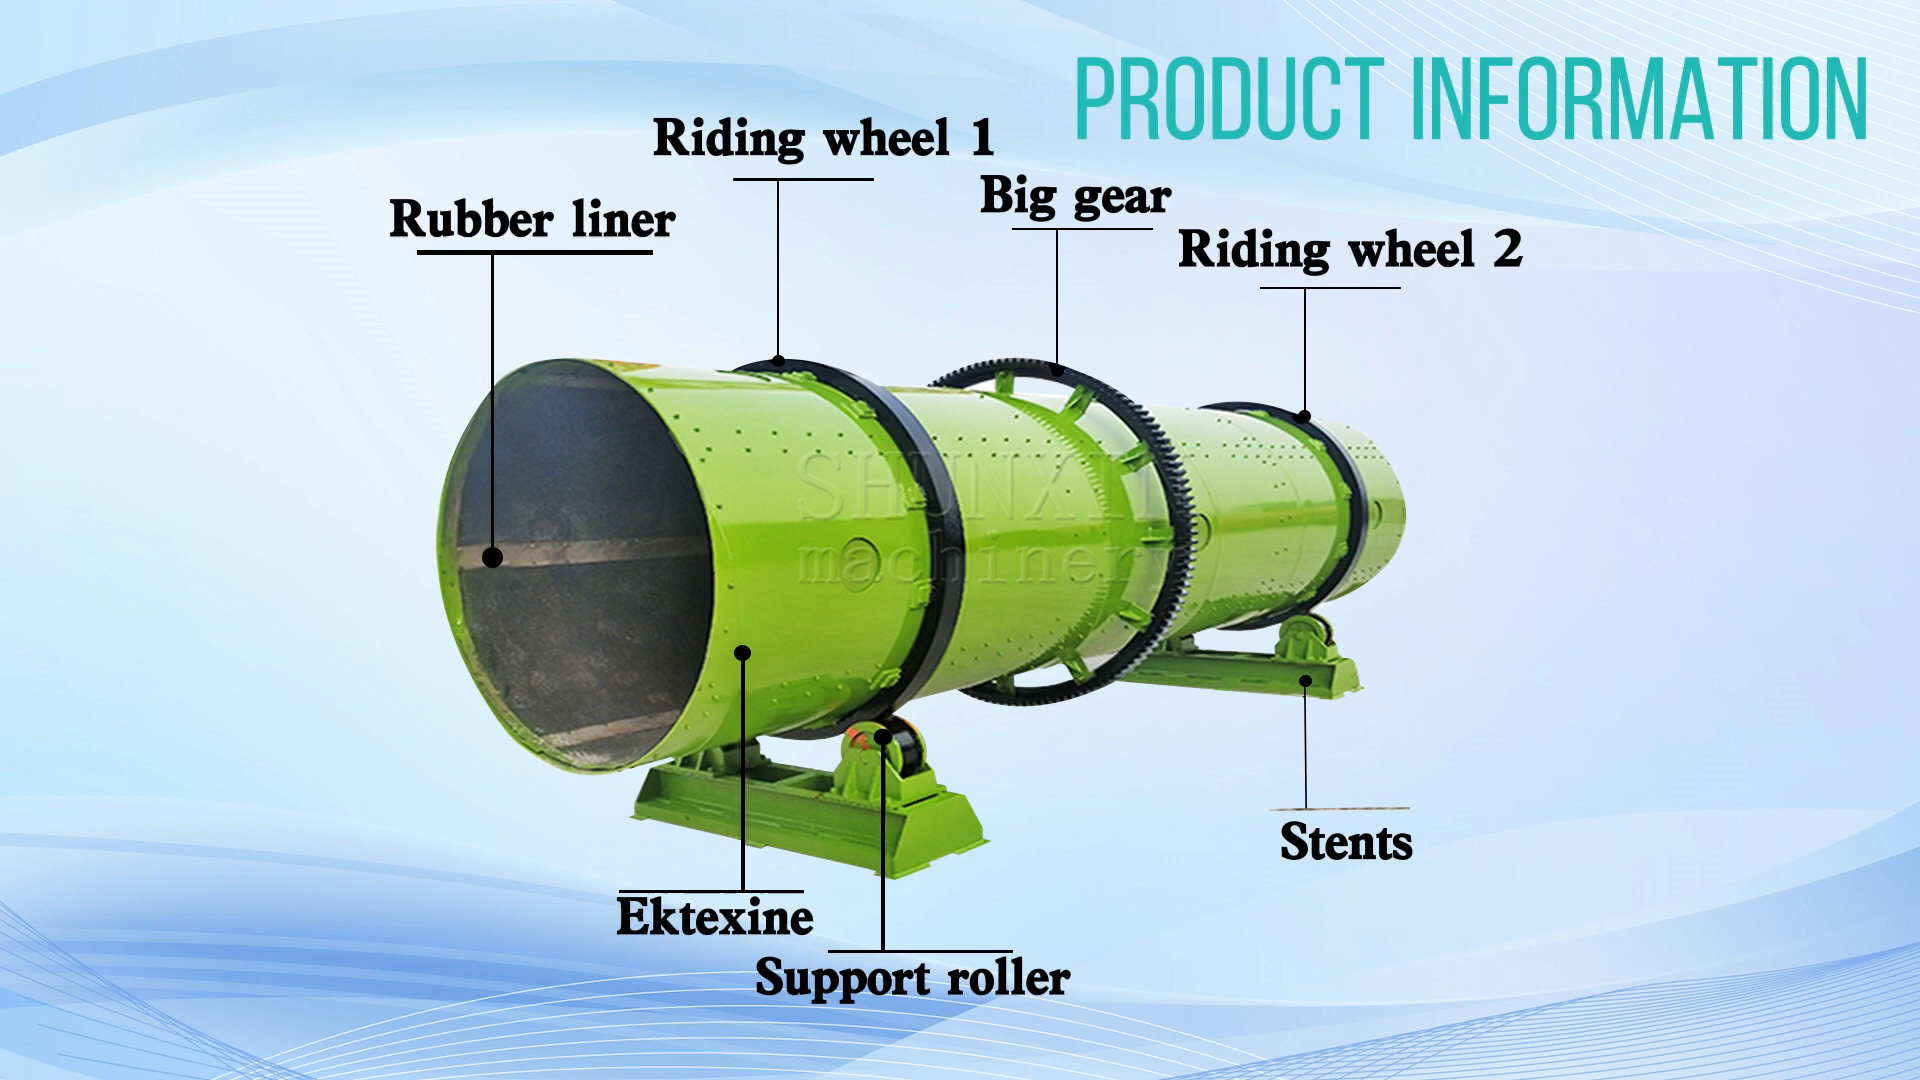 PRODUCT INFORMATION
Riding wheel 1
Big gear
Rubber liner
Riding wheel 2
SHUNXIN
machinery
Stents
Ektexine
Support roller